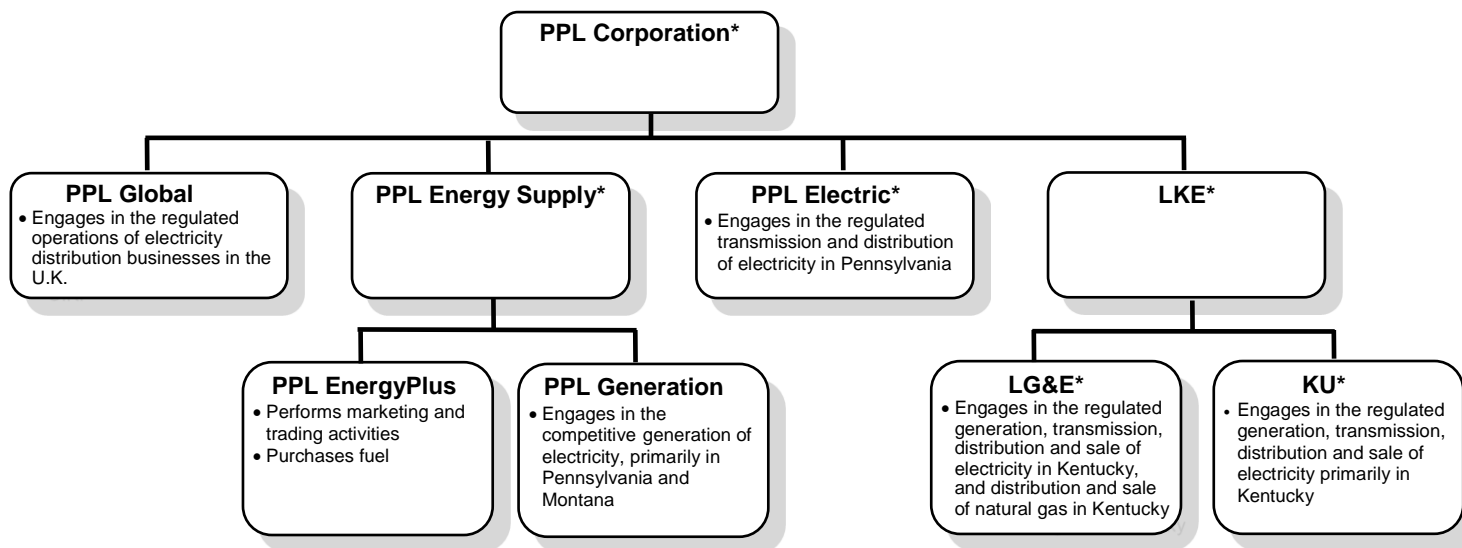 PPL Corporation*
PPL Global
• Engages in the regulated
operations of electricity
distribution businesses in the
U.K.
PPL Energy Supply*
PPL Electric*
• Engages in the regulated
transmission and distribution
of electricity in Pennsylvania
LKE*
PPL EnergyPlus
• Performs marketing and
trading activities
• Purchases fuel
PPL Generation
• Engages in the
competitive generation of
electricity, primarily in
Pennsylvania and
Montana
LG&E*
• Engages in the regulated
generation, transmission,
distribution and sale of
electricity in Kentucky,
and distribution and sale
of natural gas in Kentucky
KU*
• Engages in the regulated
generation, transmission,
distribution and sale of
electricity primarily in
Kentucky